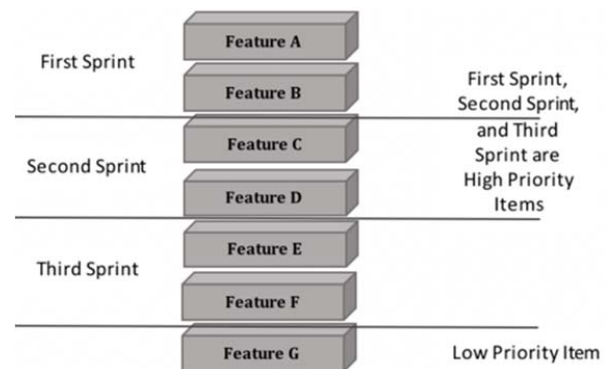 First Sprint
Feature A
Feature B
Second Sprint
Feature C
Feature D
Third Sprint
Feature E
Feature F
Feature G
First Sprint,
Second Sprint,
and Third
Sprint are
High Priority
Items
Low Priority Item